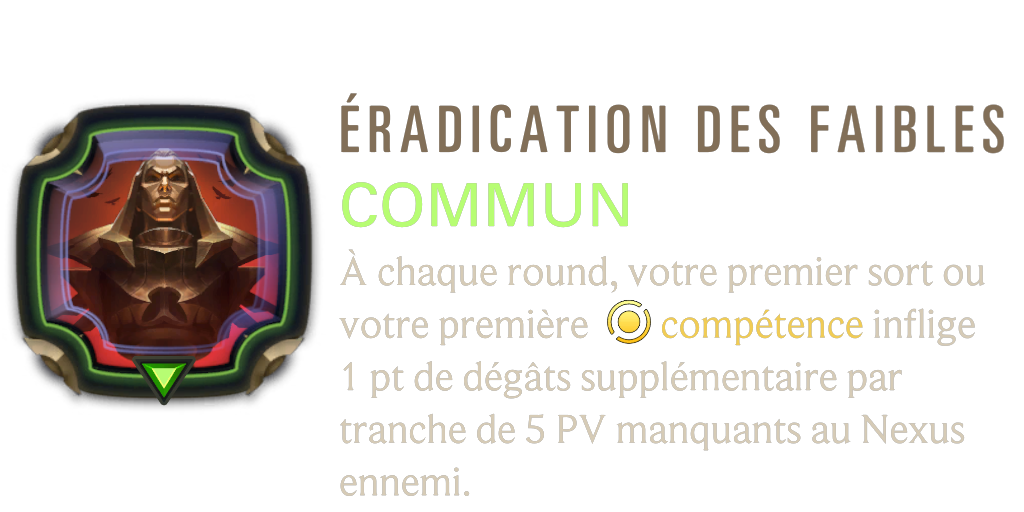 ÉRADICATION DES FAIBLES
COMMUN
À chaque round, votre premier sort ou
votre première compétence inflige
1 pt de dégâts supplémentaire par
tranche de 5 PV manquants au Nexus
ennemi.